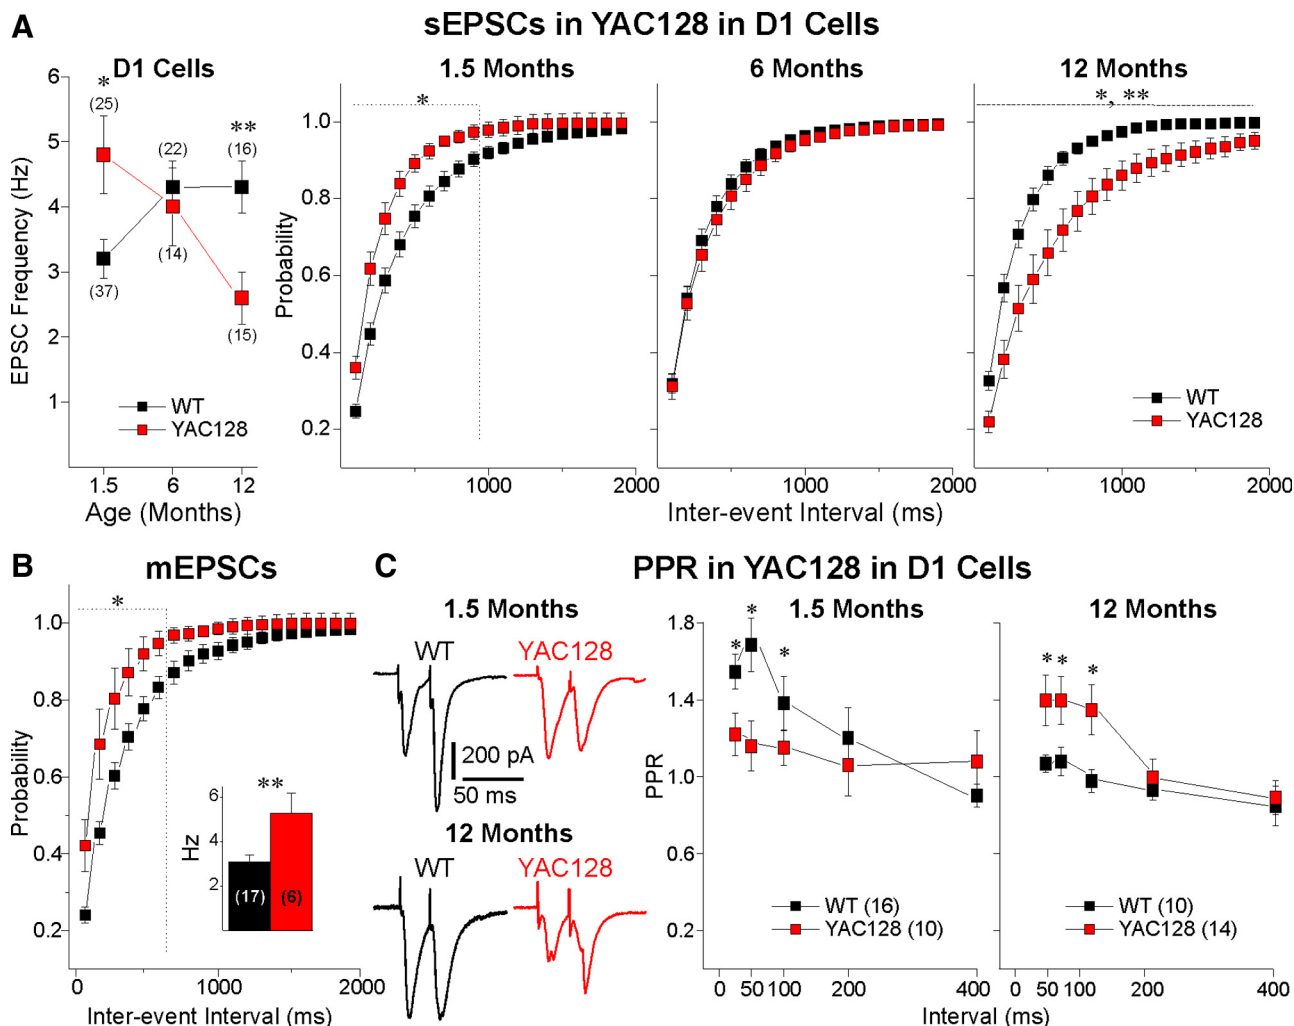 A
sEPSCs in YAC128 in D1 Cells
D1 Cells
1.5 Months
6 Months
12 Months
EPSC Frequency (Hz)
6
5
4
3
2
1
*
(25)
(37)
(22)
(14)
**
(16)
(15)
WT
YAC128
1.5
6
12
Age (Months)
Probability
1.0
0.8
0.6
0.4
0.2
*
*, **
WT
YAC128
1000
1000
1000
2000
Inter-event Interval (ms)
B
mEPSCs
Probability
1.0
0.8
0.6
0.4
0.2
*
Hz
6
4
2
**
(17)
(6)
0
1000
2000
Inter-event Interval (ms)
C
PPR in YAC128 in D1 Cells
1.5 Months
WT
YAC128
200 pA
50 ms
12 Months
WT
YAC128
1.5 Months
12 Months
PPR
1.8
1.4
1.0
0.6
0.2
*
*
*
* *
*
WT (16)
YAC128 (10)
WT (10)
YAC128 (14)
0 50 100 200 400
0 50 100 200 400
Interval (ms)